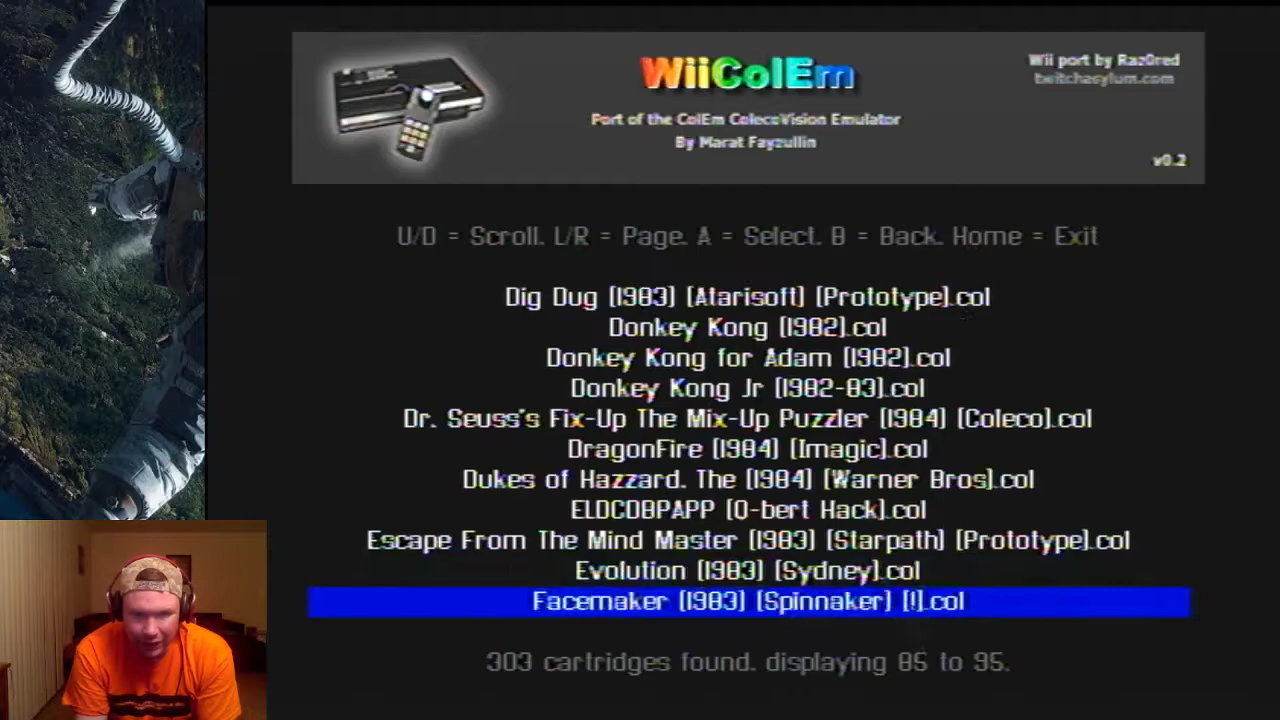 WiiColEm
Wii port by Raz0red
twitchasylum.com
Port of the ColEm ColecoVision Emulator
By Marat Fayzullin
v0.2
U/D = Scroll, L/R = Page, A = Select, B = Back, Home = Exit
Dig Dug (1983) (Atarisoft) [Prototype].col
Donkey Kong (1982).col
Donkey Kong for Adam (1982).col
Donkey Kong Jr (1982-83).col
Dr. Seuss's Fix-Up The Mix-Up Puzzler (1984) (Coleco).col
DragonFire (1984) (Imagic).col
Dukes of Hazzard, The (1984) (Warner Bros).col
ELDCDBPAPP (Q-bert Hack).col
Escape From The Mind Master (1983) (Starpath) [Prototype].col
Evolution (1983) (Sydney).col
Facemaker (1983) (Spinnaker) [!].col
303 cartridges found, displaying 85 to 95.